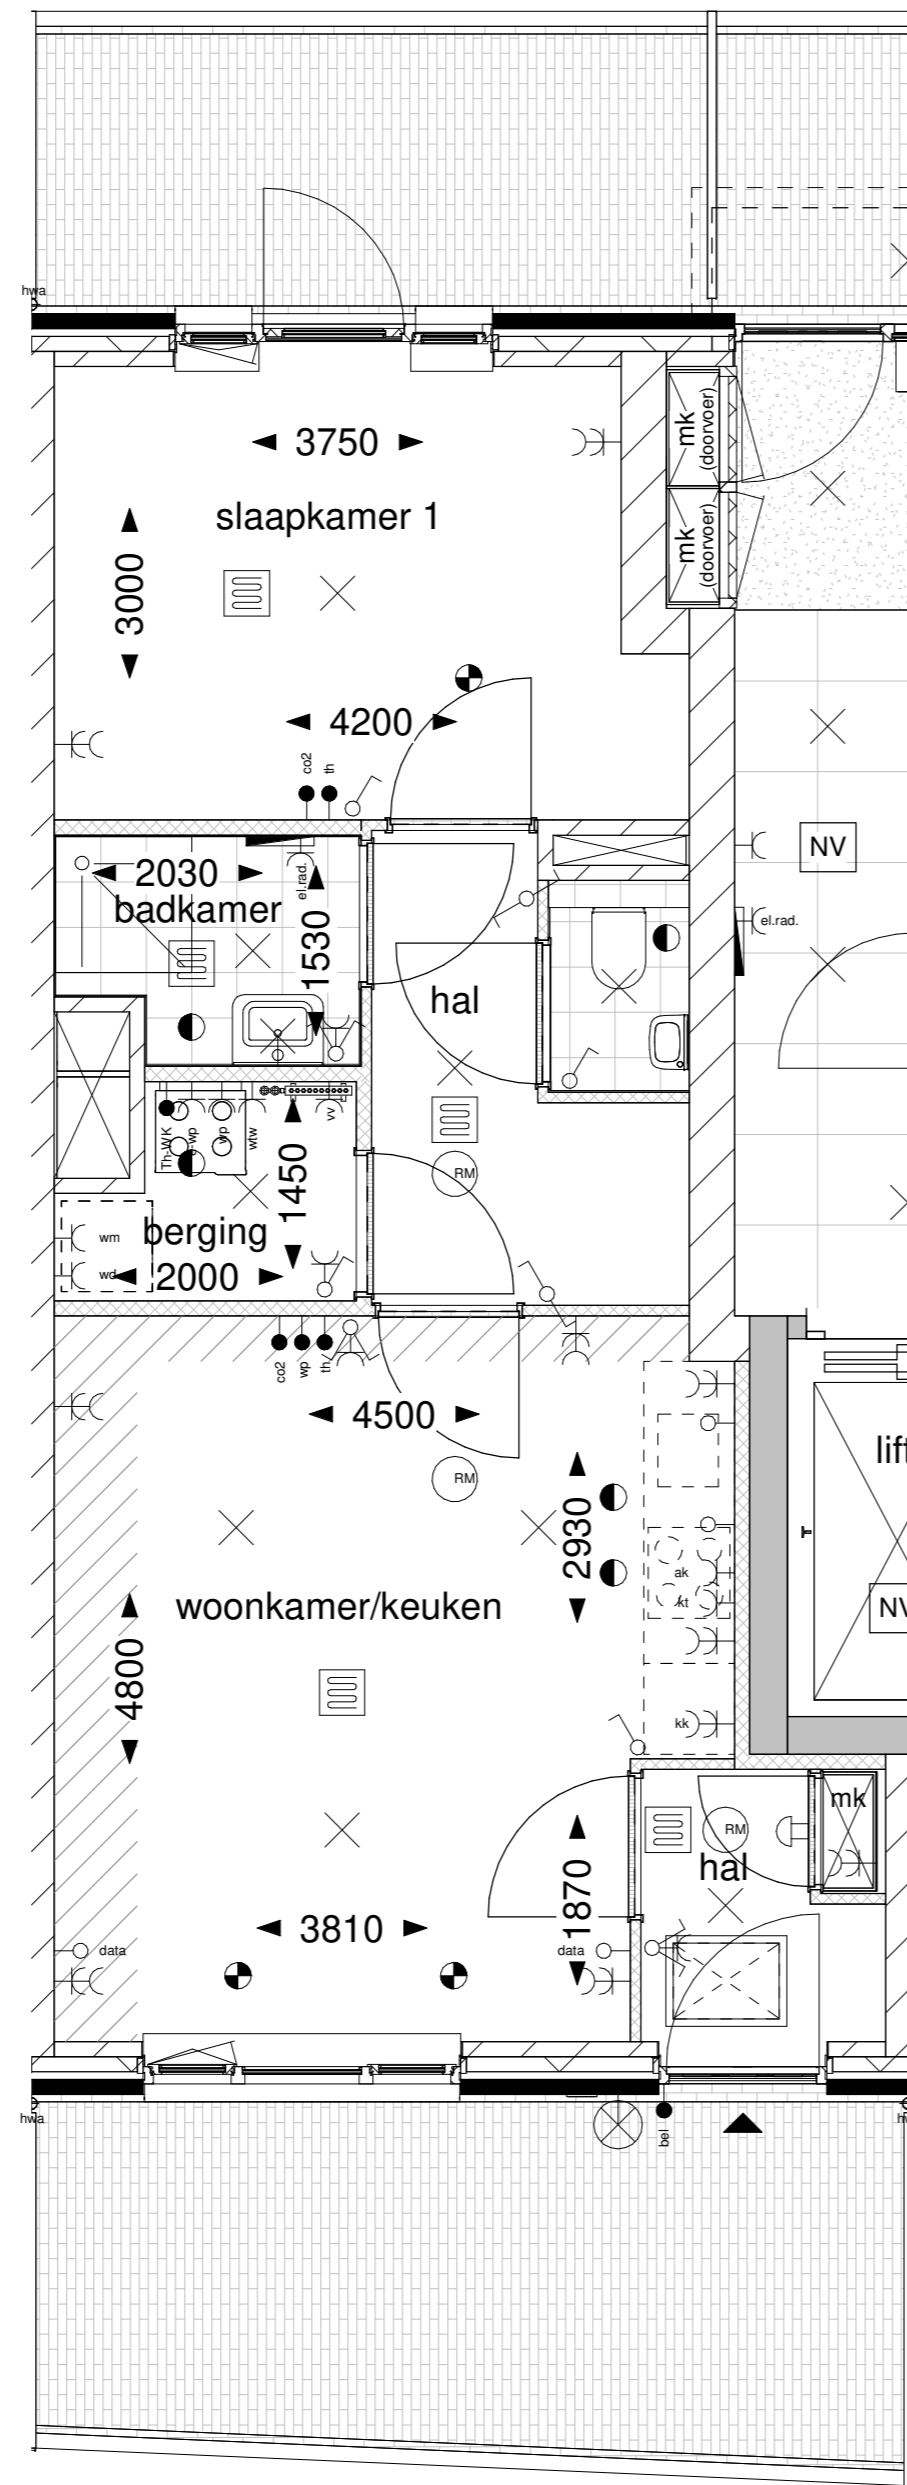 hwa
3750
mk
(doorvoer)
slaapkamer 1
mk
(doorvoer)
3000
4200
co2
th
NV
2030
el.rad.
badkamer
el.rad.
1530
hal
Th-WK
wp
wtw
vv
1450
RM
wm
berging
wd
2000
co2
wp
th
4500
lift
RM
2930
ak
woonkamer/keuken
kt
4800
kk
mk
RM
hal
1870
3810
data
data
hwa
bel